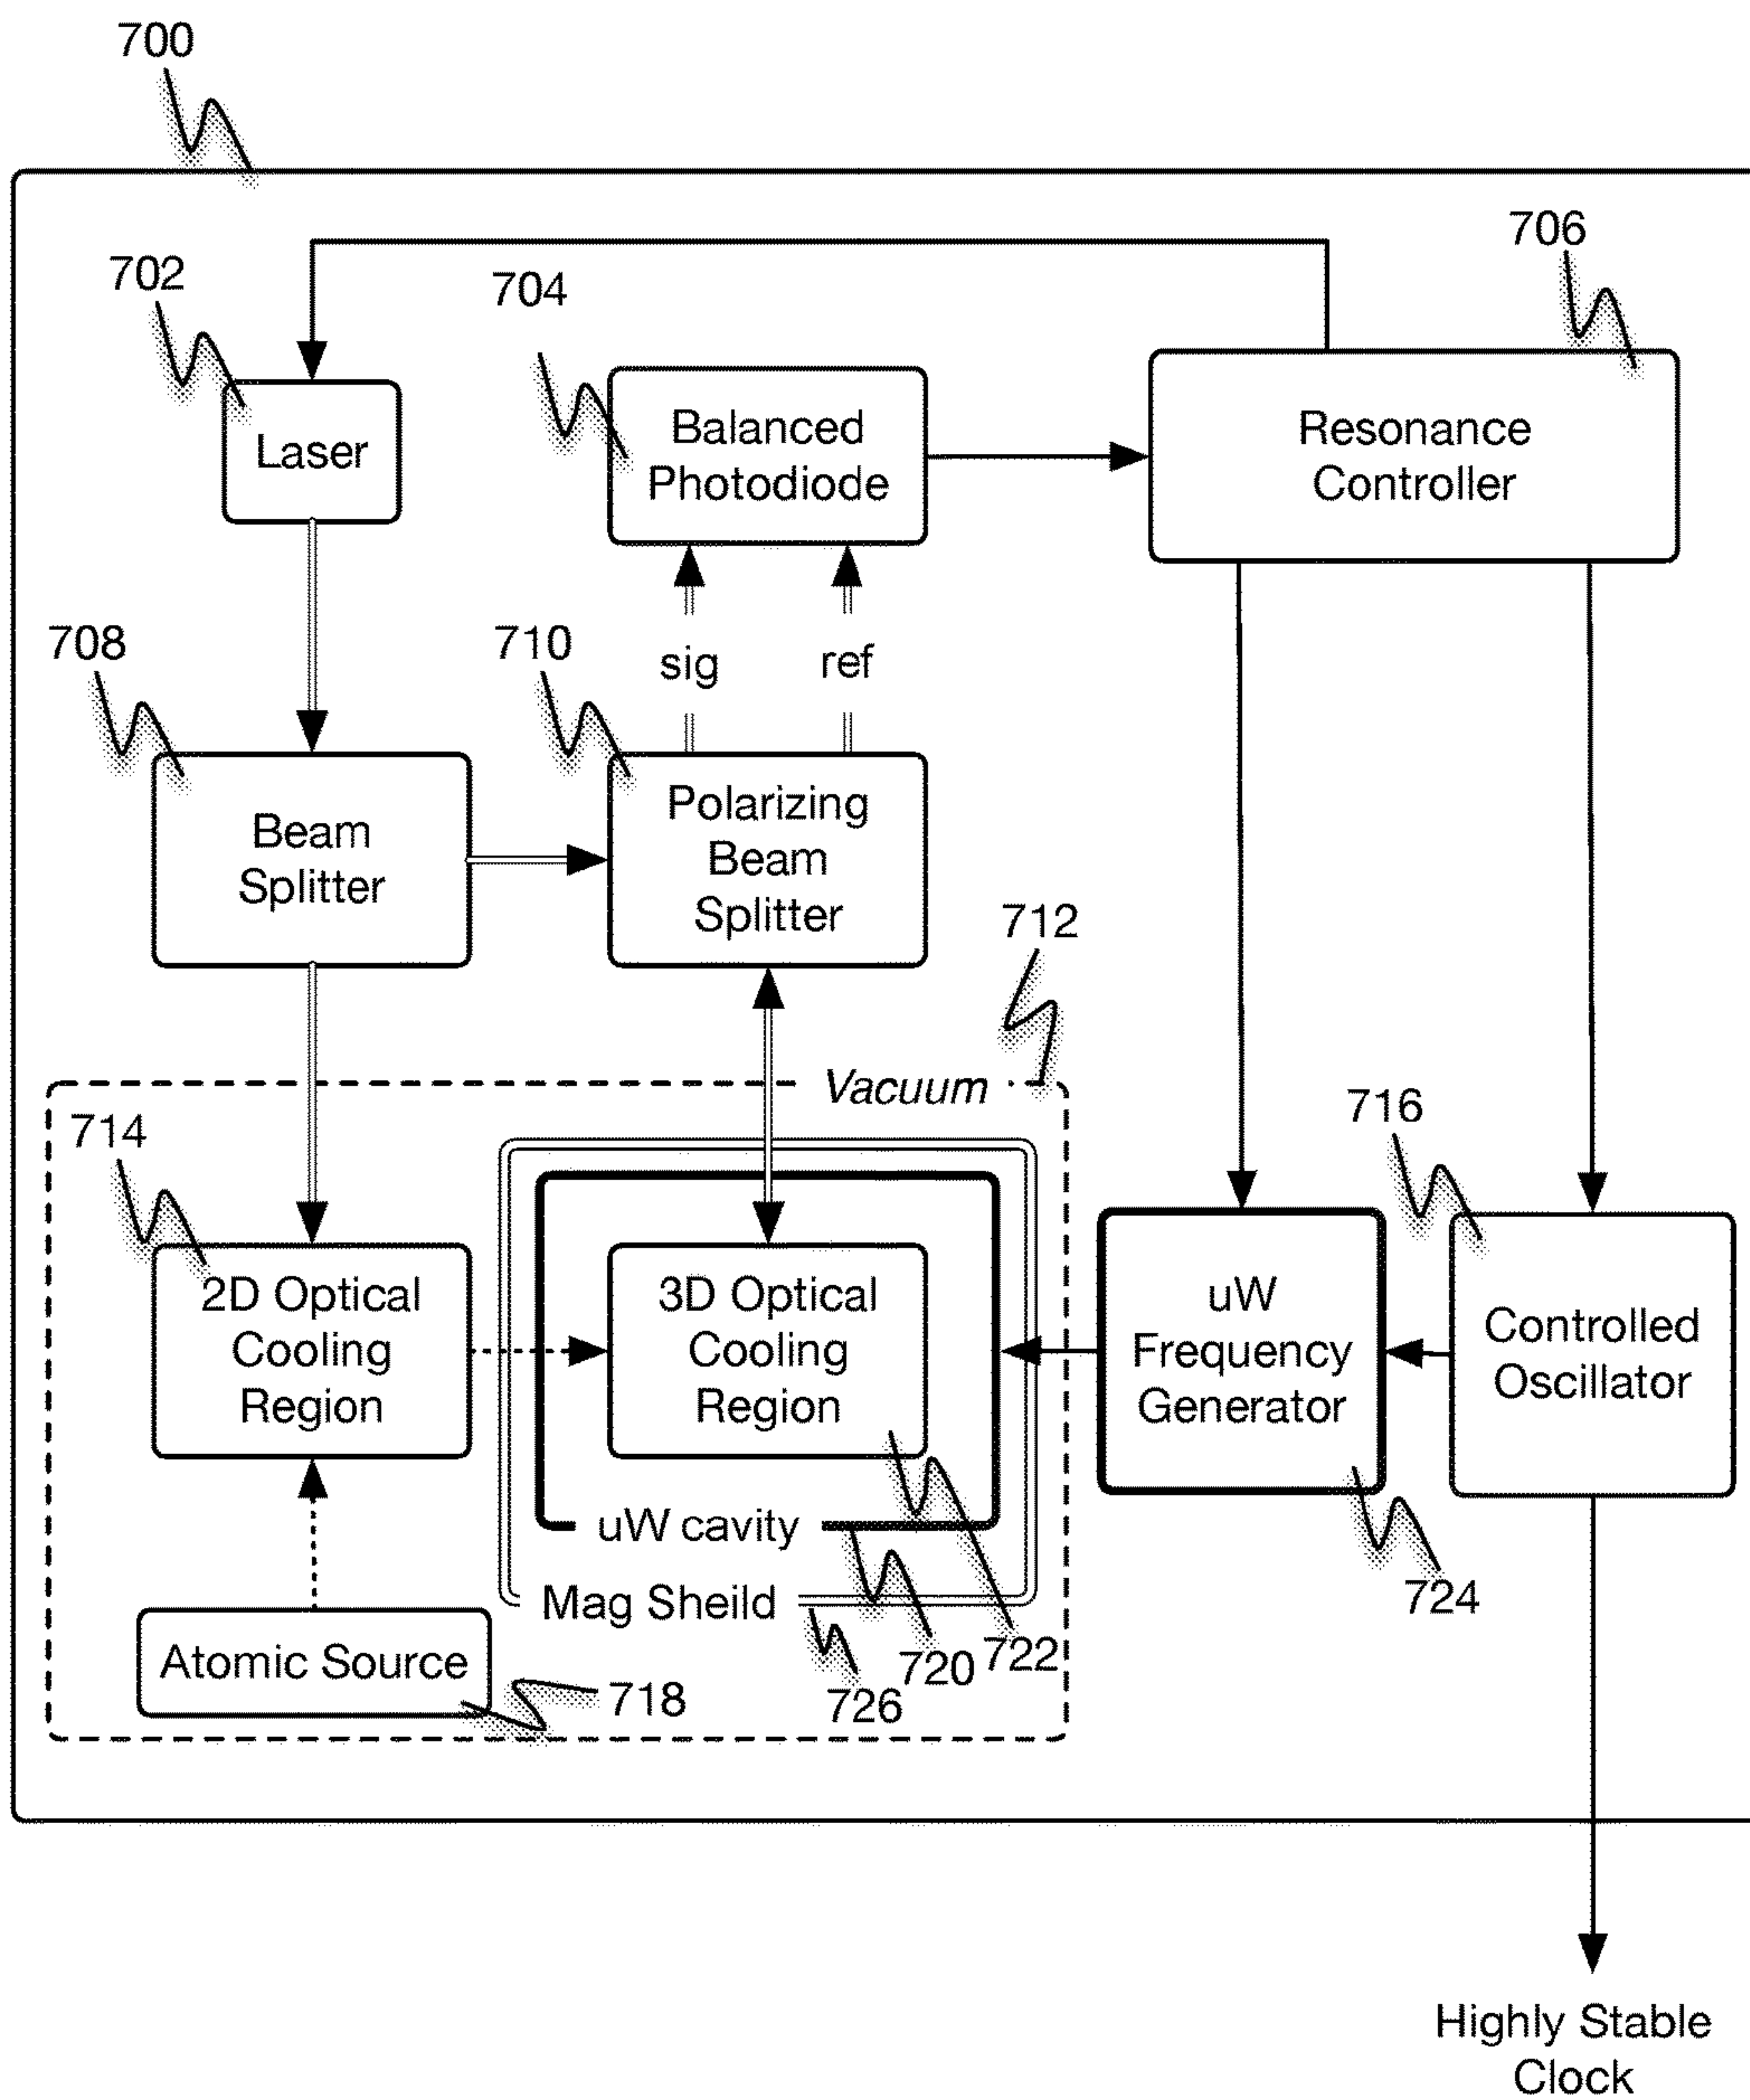 700
706
702
704
Laser
Balanced
Photodiode
Resonance
Controller
708
710
sig
ref
Beam
Splitter
Polarizing
Beam
Splitter
712
Vacuum
714
716
2D Optical
Cooling
Region
3D Optical
Cooling
Region
uW
Frequency
Generator
Controlled
Oscillator
uW cavity
Mag Sheild
724
Atomic Source
718
726
720
722
Highly Stable
Clock